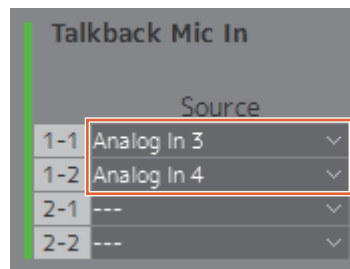 Talkback Mic In
Source
1-1 Analog In 3
1-2 Analog In 4
2-1 ---
2-2 ---